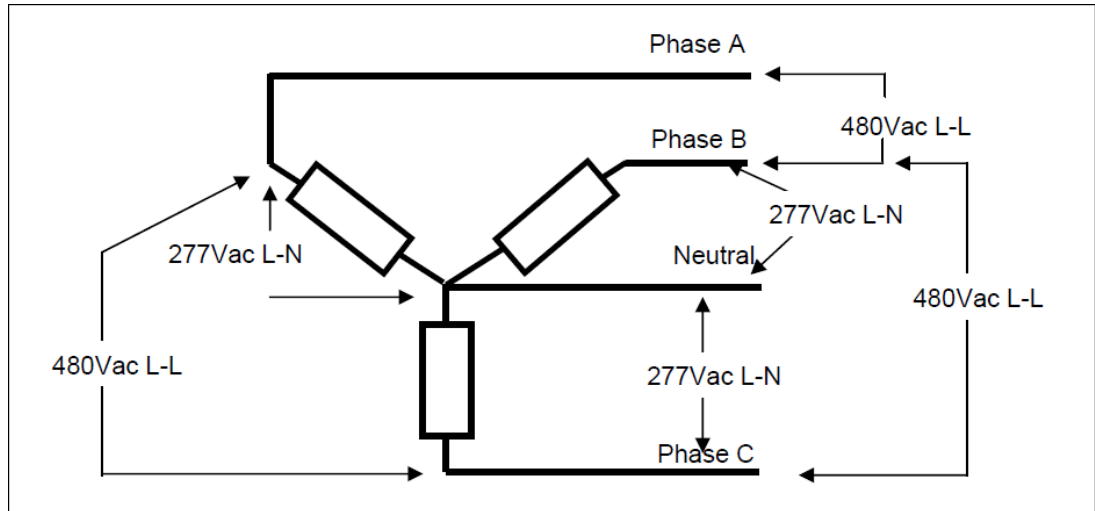 Phase A
480Vac L-L
Phase B
277Vac L-N
277Vac L-N
Neutral
480Vac L-L
480Vac L-L
277Vac L-N
Phase C